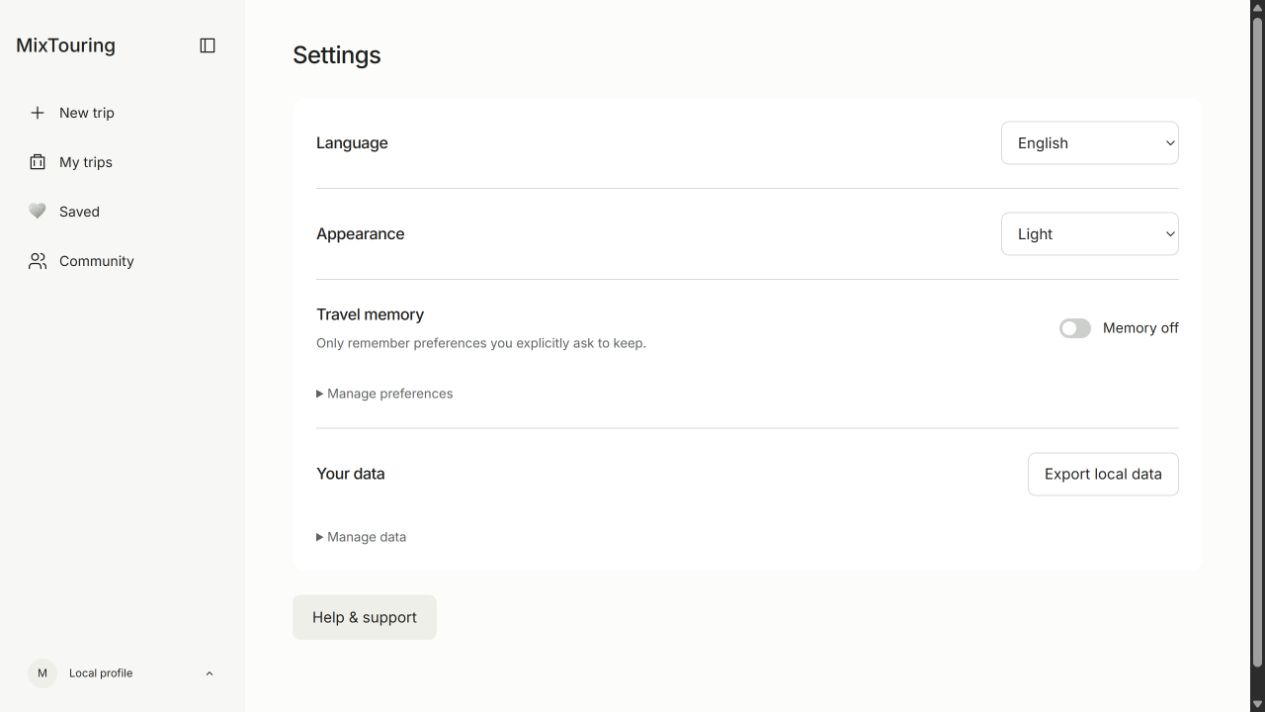 MixTouring
New trip
My trips
Saved
Community
M
Local profile
Settings
Language
English
Appearance
Light
Travel memory
Only remember preferences you explicitly ask to keep.
Memory off
Manage preferences
Your data
Export local data
Manage data
Help & support